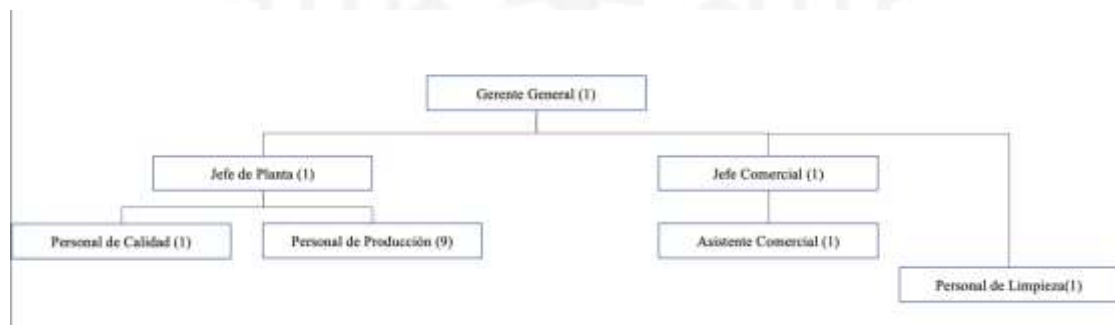 Gerente General (1)
Jefe de Planta (1)
Jefe Comercial (1)
Personal de Calidad (1)
Personal de Producción (9)
Asistente Comercial (1)
Personal de Limpieza(1)